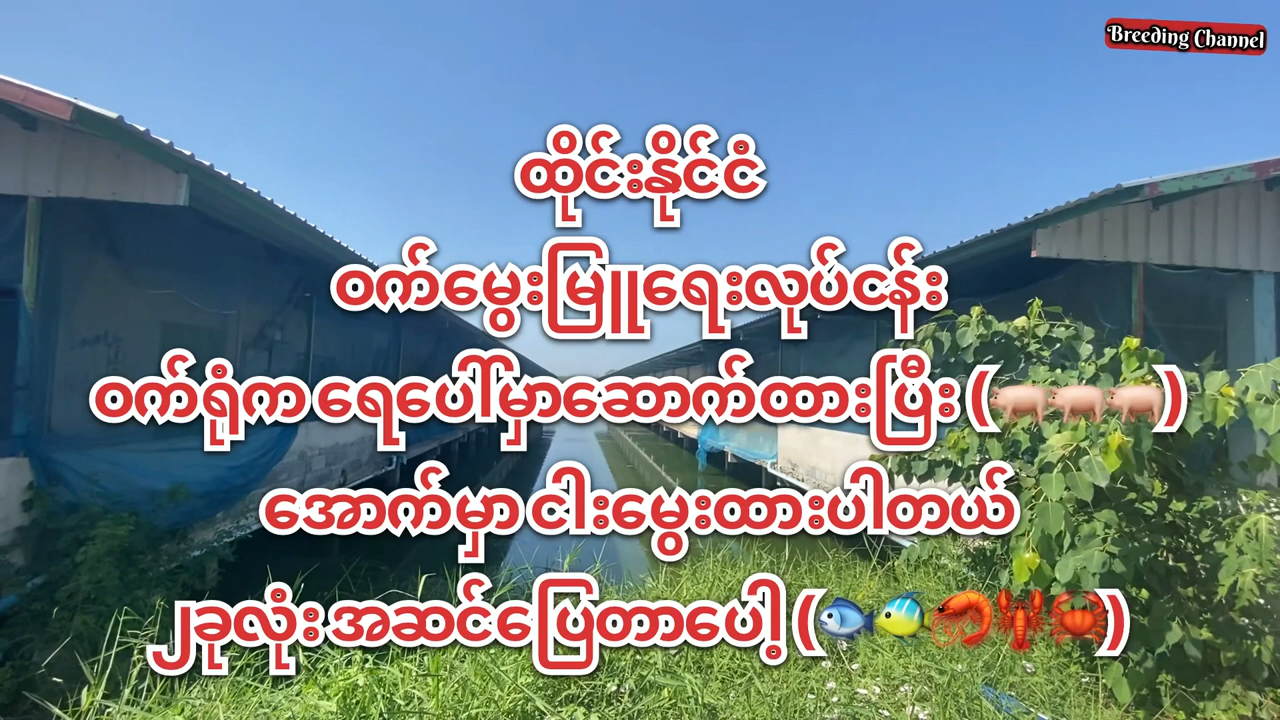 Breeding Channel
ထိုင်းနိုင်ငံ
ဝက်မွေးမြူရေးလုပ်ငန်း
ဝက်ရုံက ရေပေါ်မှာဆောက်ထားပြီး (🐖🐖🐖)
အောက်မှာ ငါးမွေးထားပါတယ်
၂ခုလုံး အဆင်ပြေတာပေါ့ (🐟🐠🦐🦞🦀)